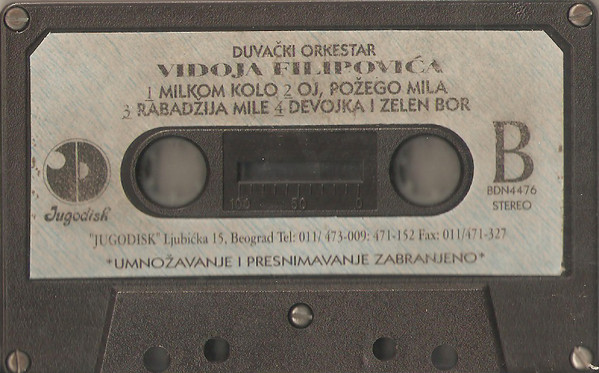 DUVAČKI ORKESTAR
VIDOJA FILIPOVIĆA
1 MILKOM KOLO 2 OJ, POŽEGO MILA
3 RABADŽIJA MILE 4 DEVOJKA I ZELEN BOR
Jugodisk
B
BDN4476
STEREO
100 50 0
"JUGODISK" Ljubićka 15, Beograd Tel: 011/ 473-009: 471-152 Fax: 011/471-327
*UMNOŽAVANJE I PRESNIMAVANJE ZABRANJENO*